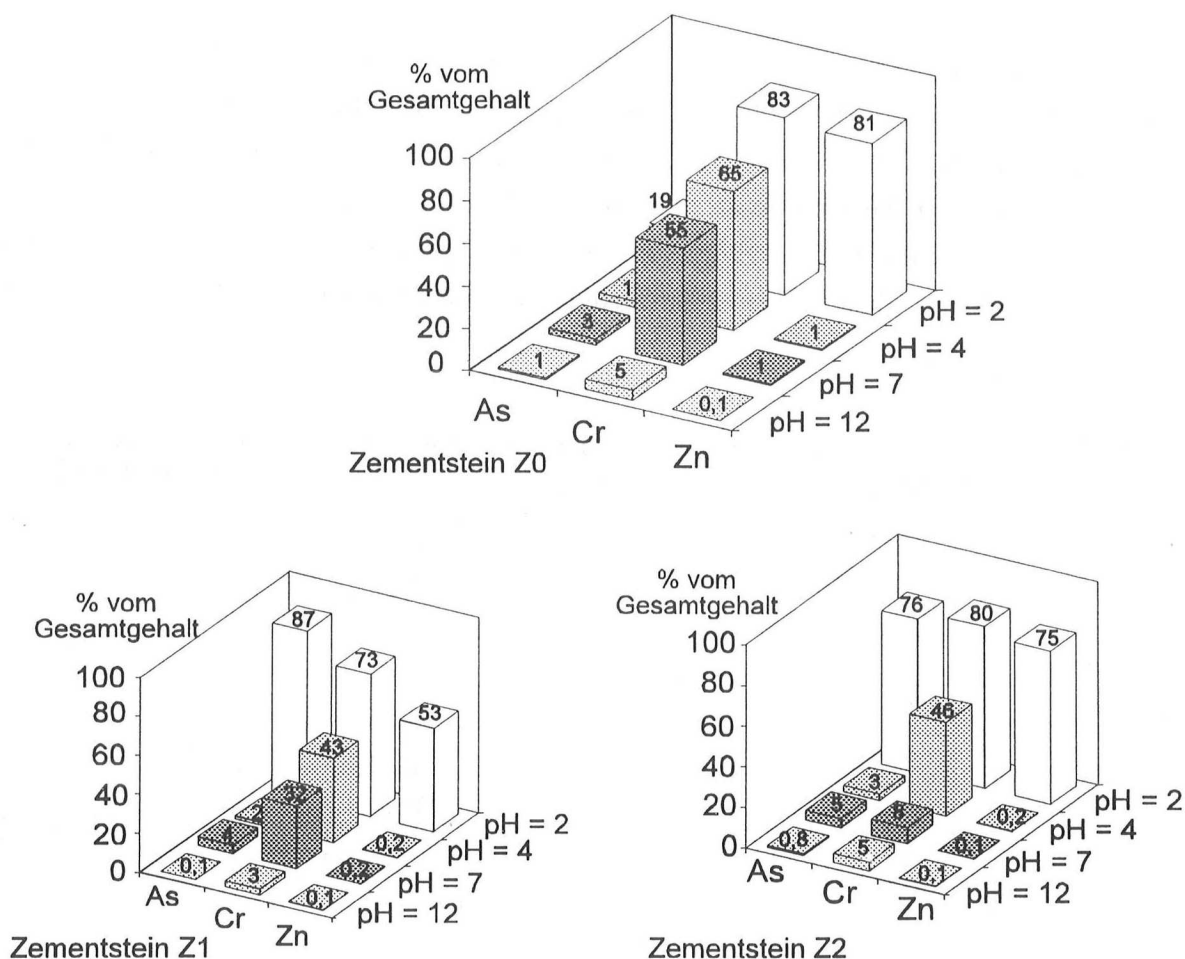 % vom
Gesamtgehalt
100
80
60
40
20
0
83
81
65
19
55
1
3
1
1
1
5
0,1
pH = 2
pH = 4
pH = 7
pH = 12
As
Cr
Zn
Zementstein Z0
% vom
Gesamtgehalt
100
80
60
40
20
0
87
73
53
43
32
2
4
0,2
0,2
0,1
3
0,1
pH = 2
pH = 4
pH = 7
pH = 12
As
Cr
Zn
Zementstein Z1
% vom
Gesamtgehalt
100
80
60
40
20
0
76
80
75
46
3
0,2
0,1
0,8
5
0,1
pH = 2
pH = 4
pH = 7
pH = 12
As
Cr
Zn
Zementstein Z2